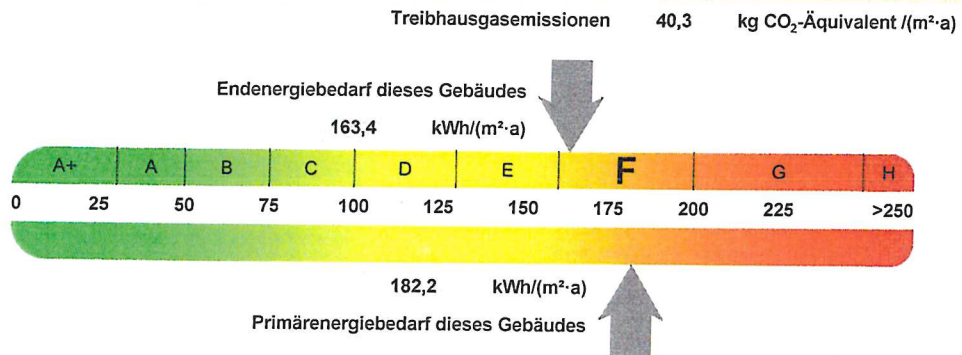 Treibhausgasemissionen 40,3 kg CO₂-Äquivalent /(m²·a)
Endenergiebedarf dieses Gebäudes
163,4 kWh/(m²·a)
A+ A B C D E F G H
0 25 50 75 100 125 150 175 200 225 >250
182,2 kWh/(m²·a)
Primärenergiebedarf dieses Gebäudes